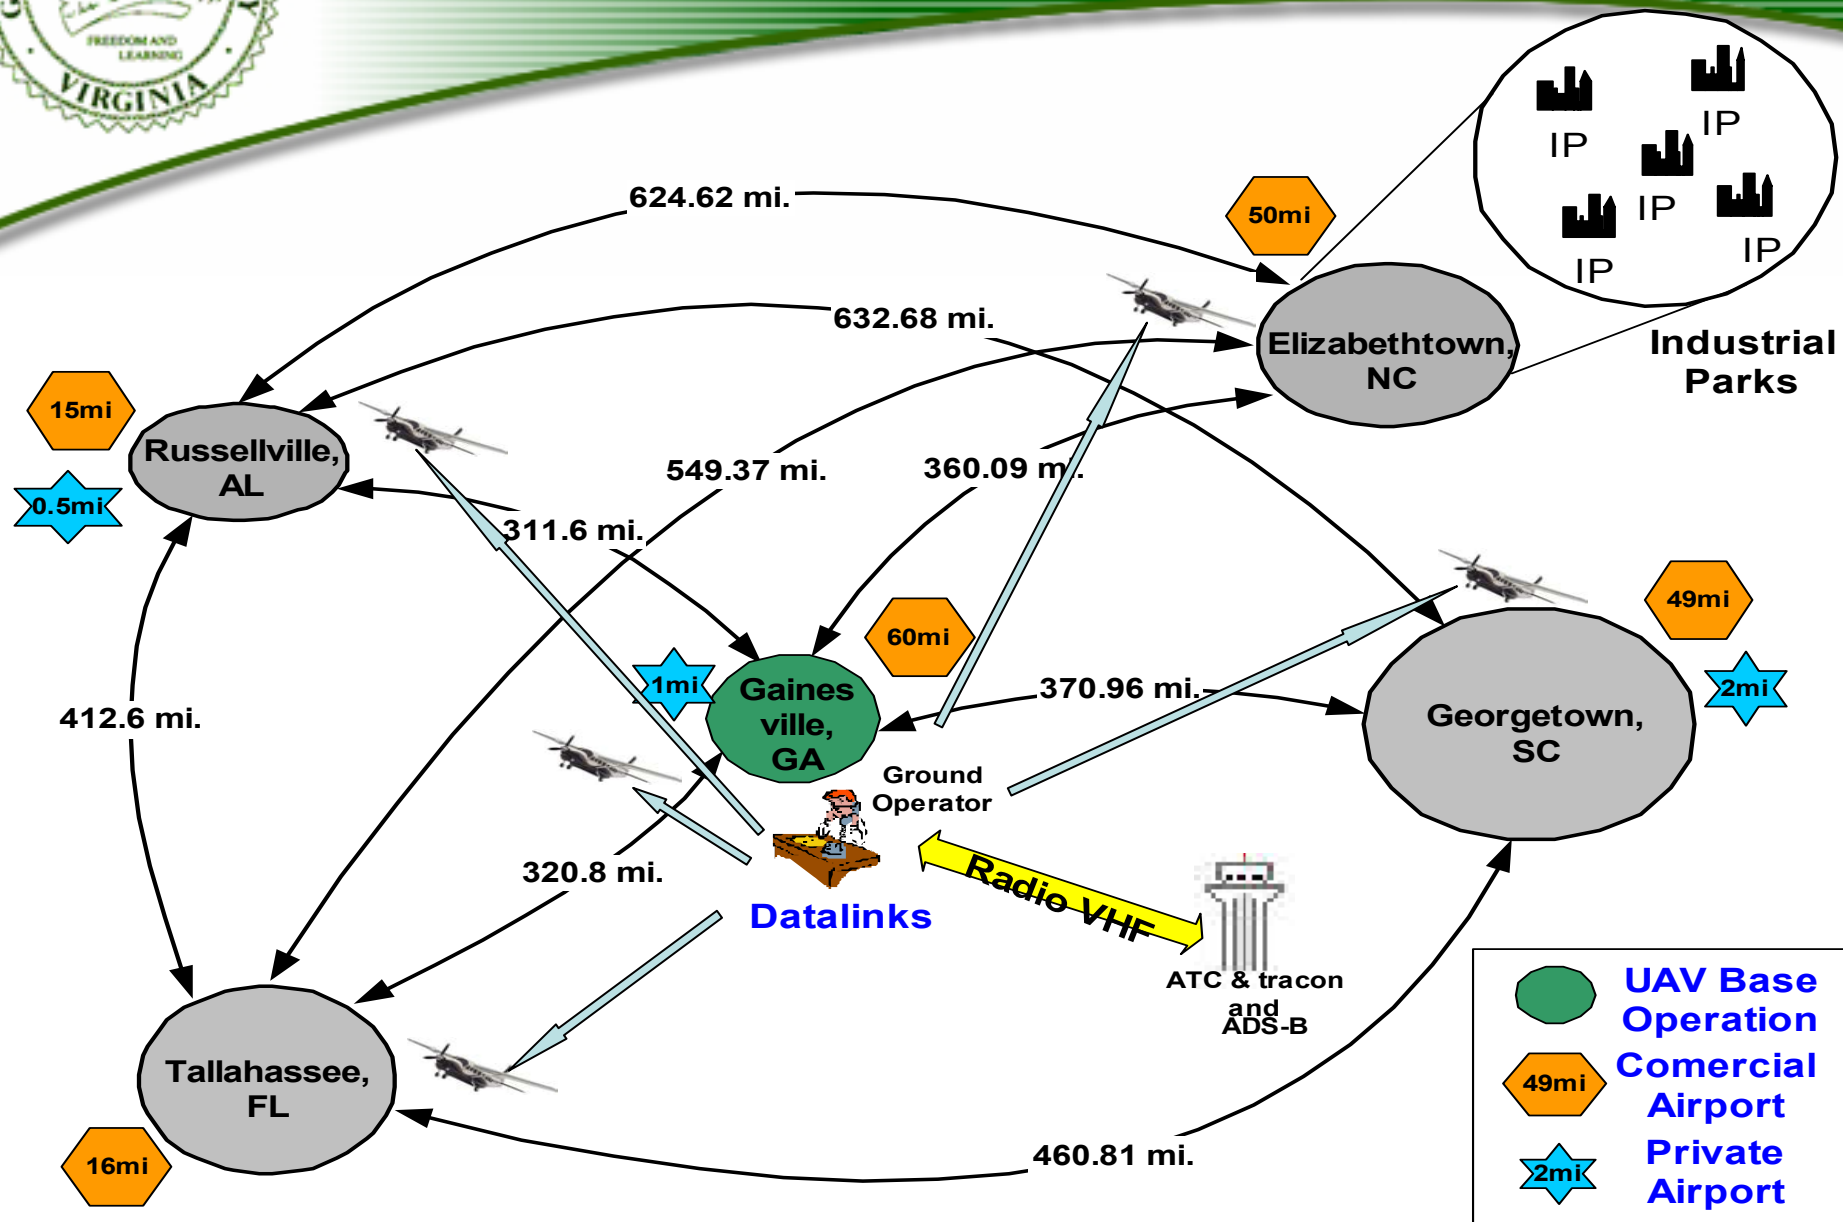 FREEDOM AND
LEARNING
VIRGINIA
IP
IP
IP
IP
IP
Industrial
Parks
624.62 mi.
50mi
632.68 mi.
Elizabethtown,
NC
15mi
Russellville,
AL
0.5mi
549.37 mi.
360.09 mi.
311.6 mi.
49mi
60mi
1mi
Gaines
ville,
GA
370.96 mi.
2mi
Georgetown,
SC
412.6 mi.
Ground
Operator
320.8 mi.
Datalinks
Radio VHF
ATC & tracon
and
ADS-B
Tallahassee,
FL
16mi
460.81 mi.
UAV Base
Operation
49mi
Comercial
Airport
2mi
Private
Airport